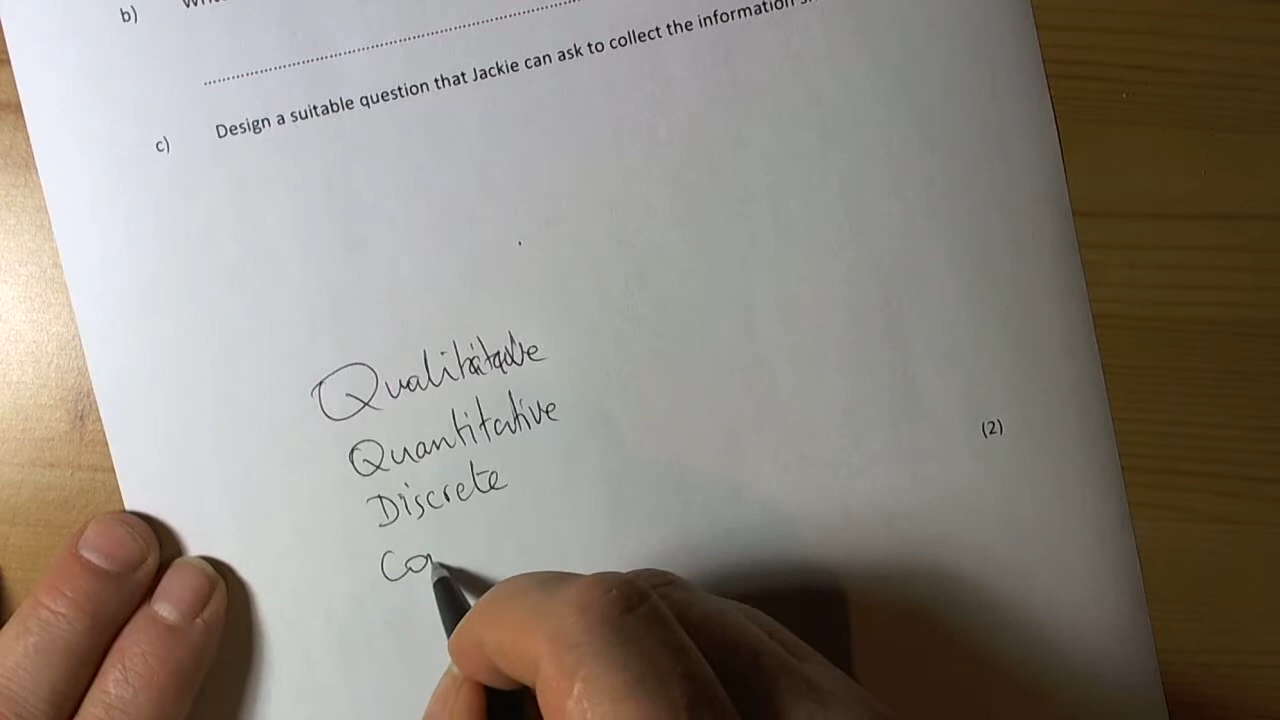 b)
c) Design a suitable question that Jackie can ask to collect the information
Qualitative
Quantitative
Discrete
Co
(2)